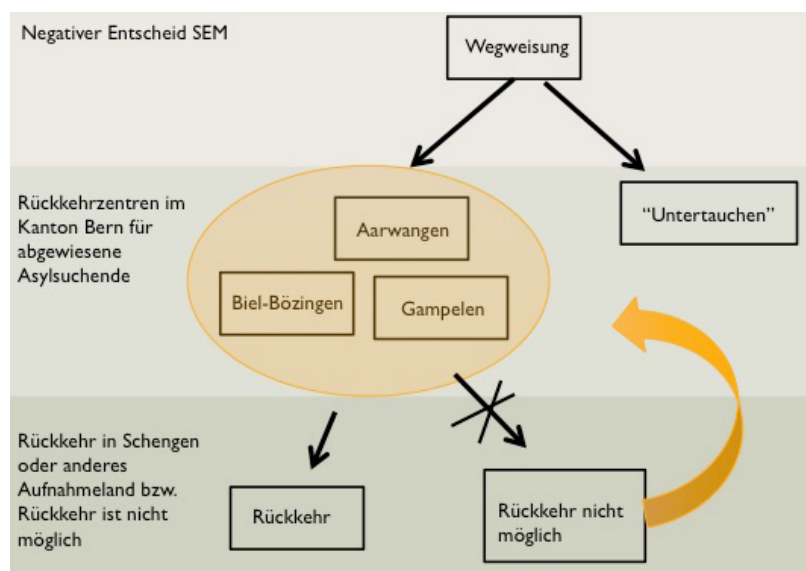 Negativer Entscheid SEM
Wegweisung
Rückkehrzentren im
Kanton Bern für
abgewiesene
Asylsuchende
“Untertauchen”
Aarwangen
Biel-Bözingen
Gampelen
Rückkehr in Schengen
oder anderes
Aufnahmeland bzw.
Rückkehr ist nicht
möglich
Rückkehr
Rückkehr nicht
möglich